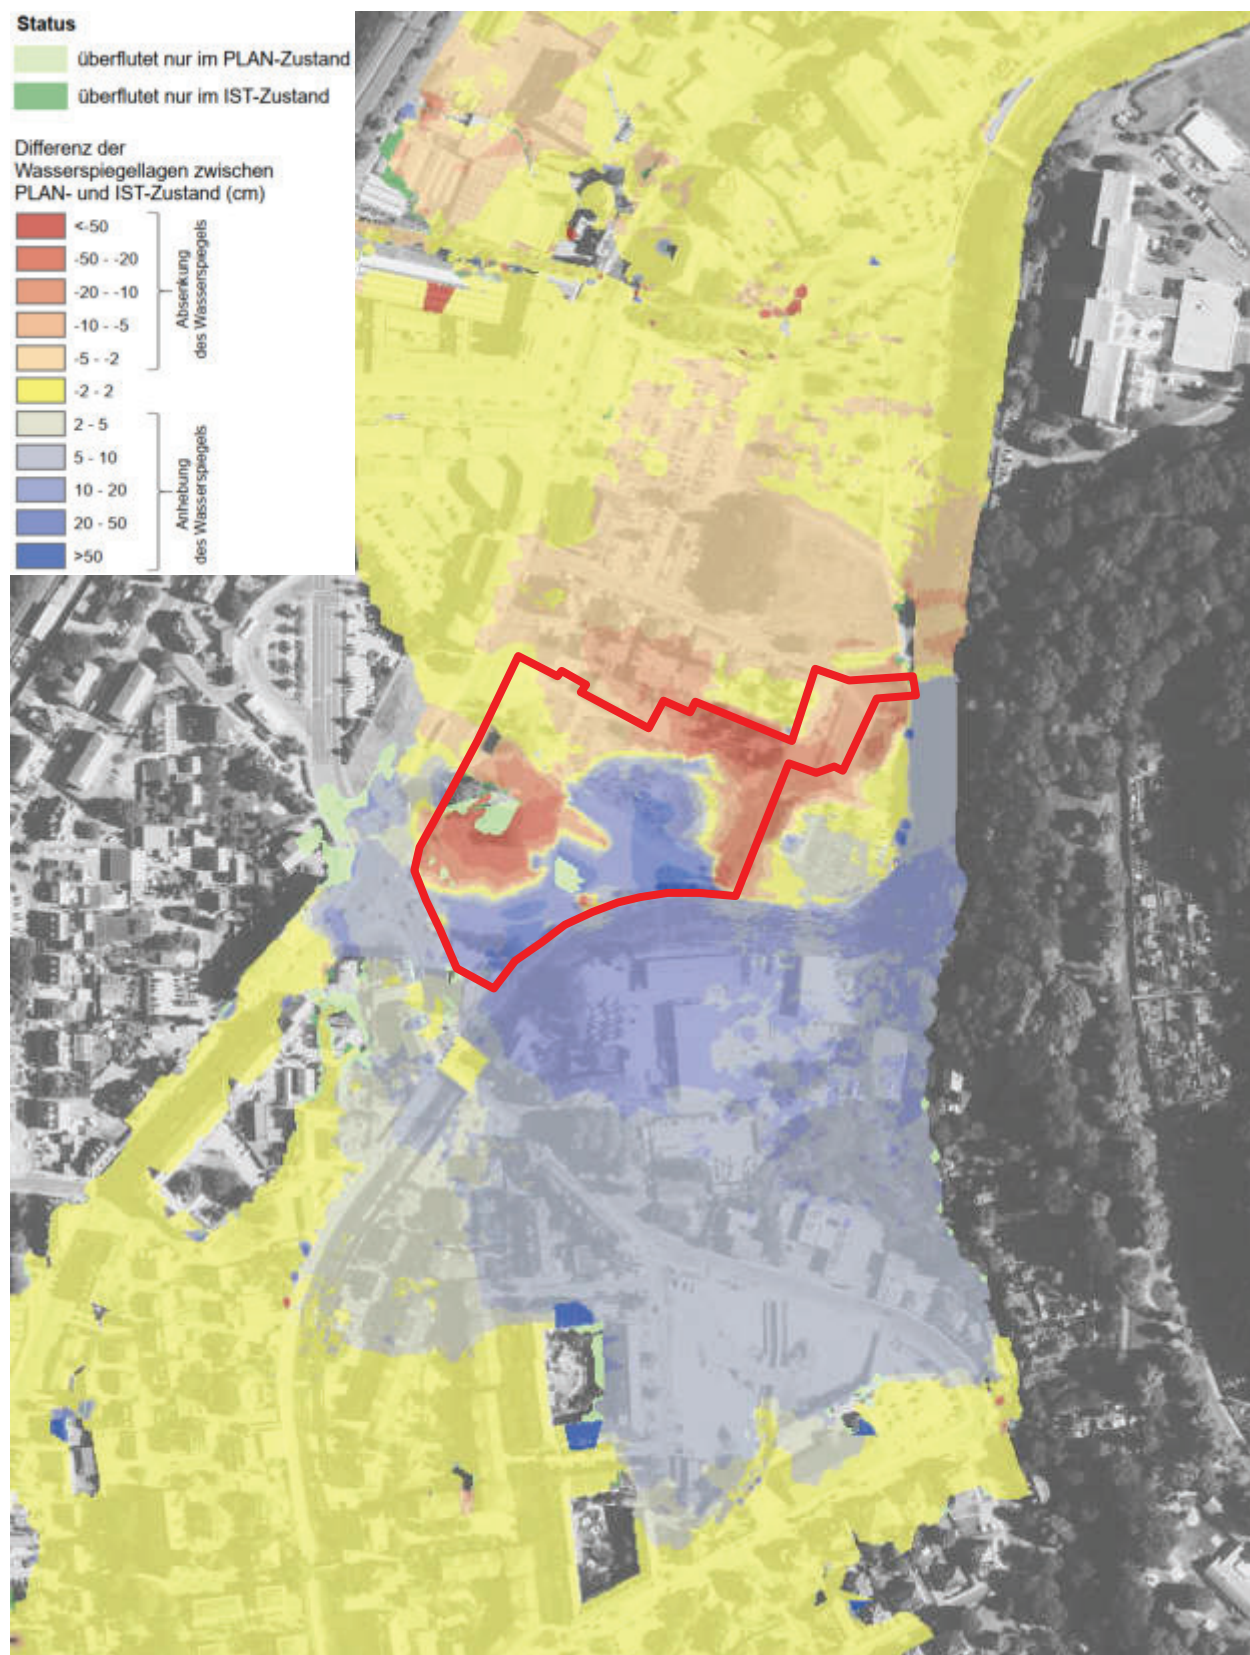 Status
überflutet nur im PLAN-Zustand
überflutet nur im IST-Zustand
Differenz der
Wasserspiegellagen zwischen
PLAN- und IST-Zustand (cm)
<-50
-50 - -20
-20 - -10
-10 - -5
-5 - -2
Absenkung
des Wasserspiegels
-2 - 2
2 - 5
5 - 10
10 - 20
20 - 50
>50
Anhebung
des Wasserspiegels